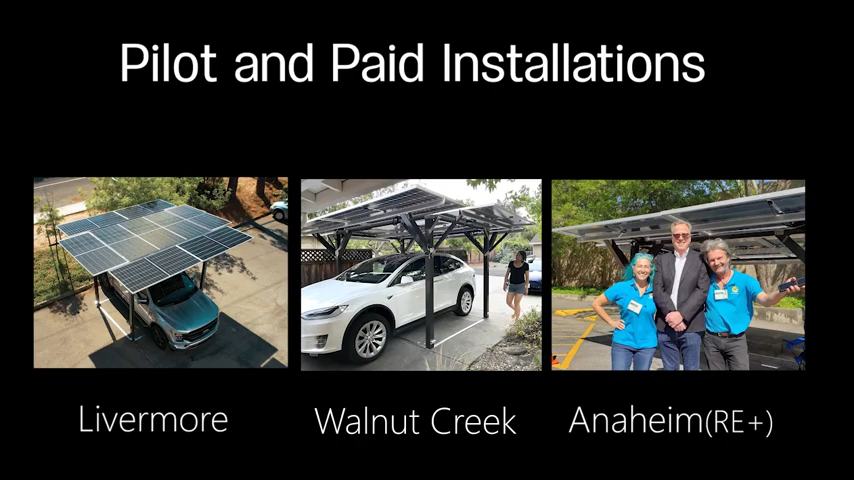 Pilot and Paid Installations
Livermore
Walnut Creek
Anaheim(RE+)